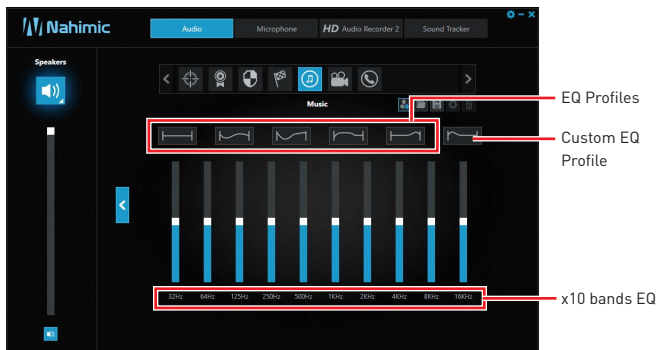 Nahimic
Audio
Microphone
HD Audio Recorder 2
Sound Tracker
Speakers
Music
EQ Profiles
Custom EQ
Profile
32Hz 64Hz 125Hz 250Hz 500Hz 1KHz 2KHz 4KHz 8KHz 16KHz
x10 bands EQ